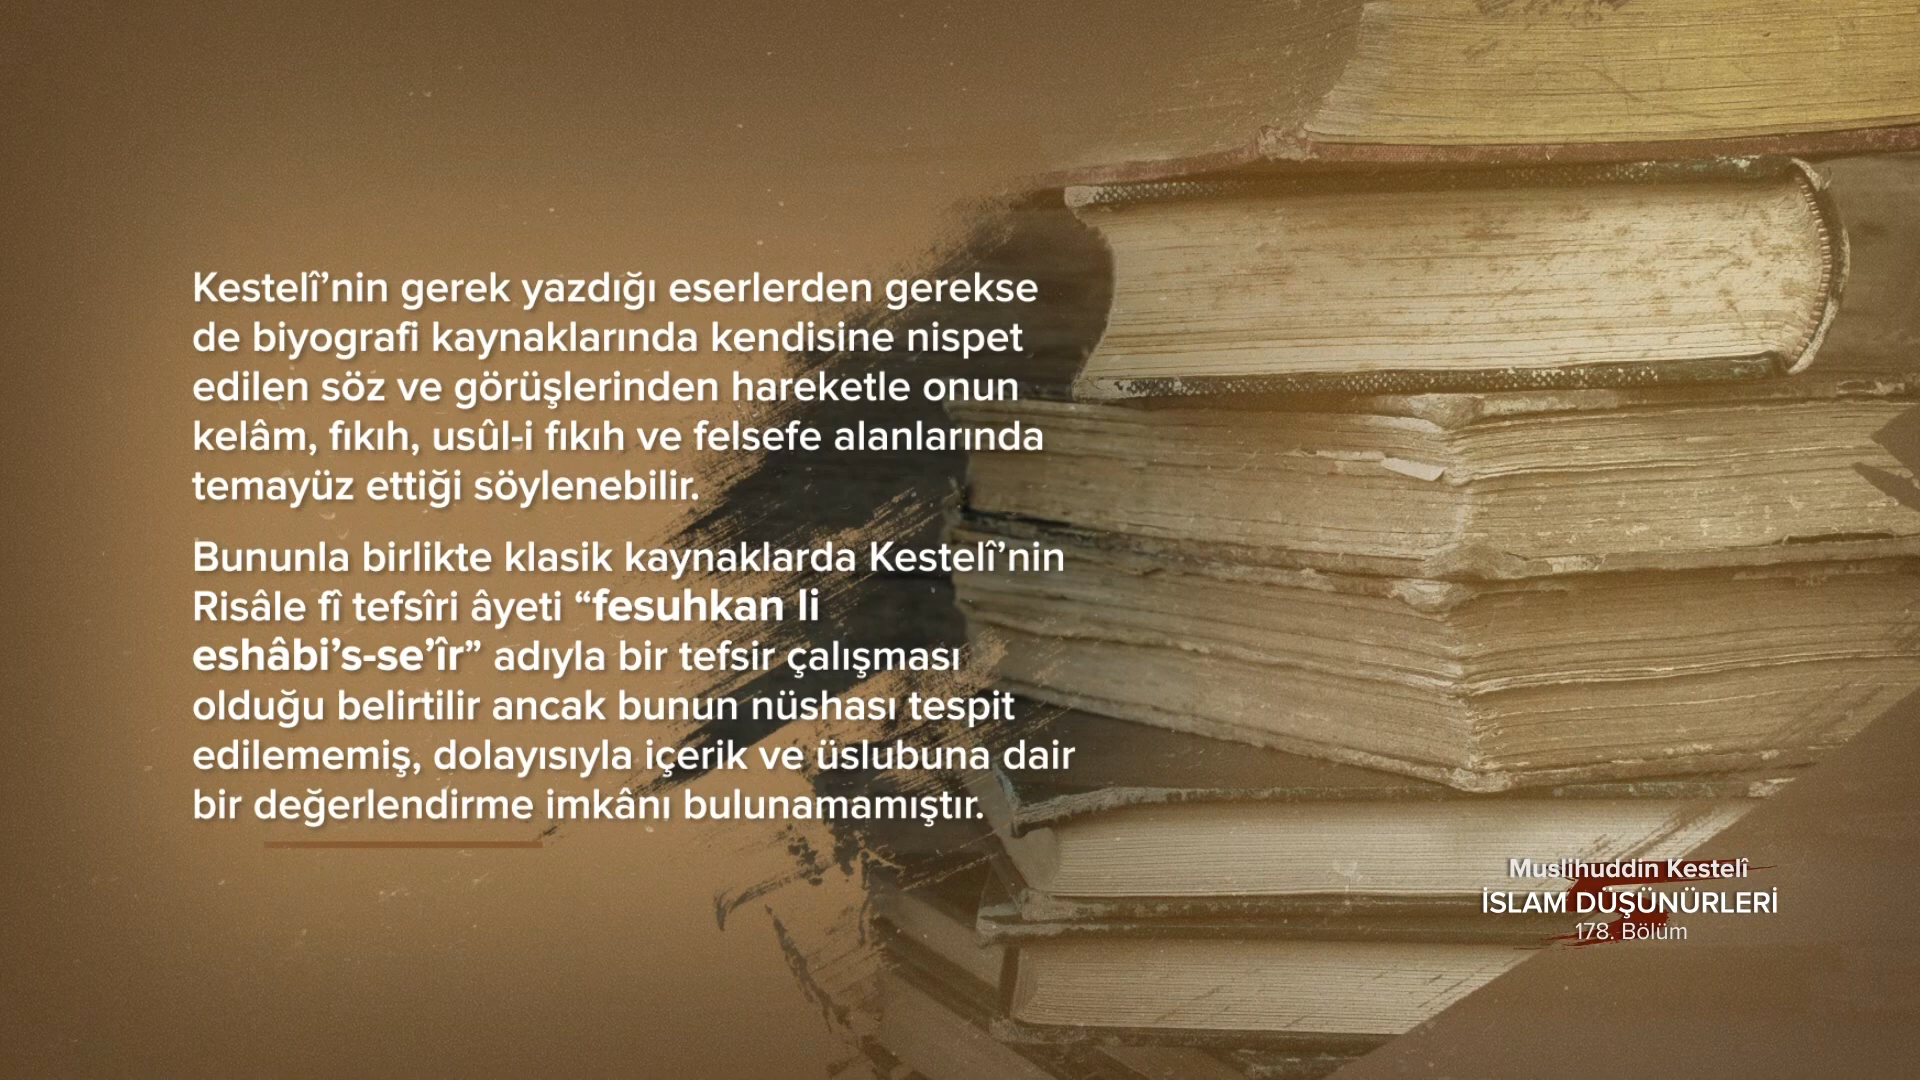 Kestelî’nin gerek yazdığı eserlerden gerekse
de biyografi kaynaklarında kendisine nispet
edilen söz ve görüşlerinden hareketle onun
kelâm, fıkıh, usûl-i fıkıh ve felsefe alanlarında
temayüz ettiği söylenebilir.
Bununla birlikte klasik kaynaklarda Kestelî’nin
Risâle fî tefsîri âyeti “fesuhkan li
eshâbi’s-se’îr” adıyla bir tefsir çalışması
olduğu belirtilir ancak bunun nüshası tespit
edilememiş, dolayısıyla içerik ve üslubuna dair
bir değerlendirme imkânı bulunamamıştır.
Muslihuddin Kestelî
İSLAM DÜŞÜNÜRLERİ
178. Bölüm